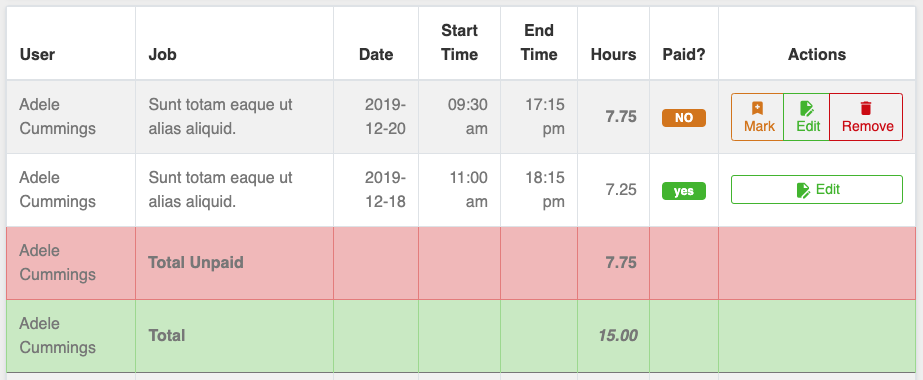 User Job Date Start Time End Time Hours Paid? Actions
Adele Cummings Sunt totam eaque ut alias aliquid. 2019-12-20 09:30 am 17:15 pm 7.75 NO Mark Edit Remove
Adele Cummings Sunt totam eaque ut alias aliquid. 2019-12-18 11:00 am 18:15 pm 7.25 yes Edit
Adele Cummings Total Unpaid 7.75
Adele Cummings Total 15.00